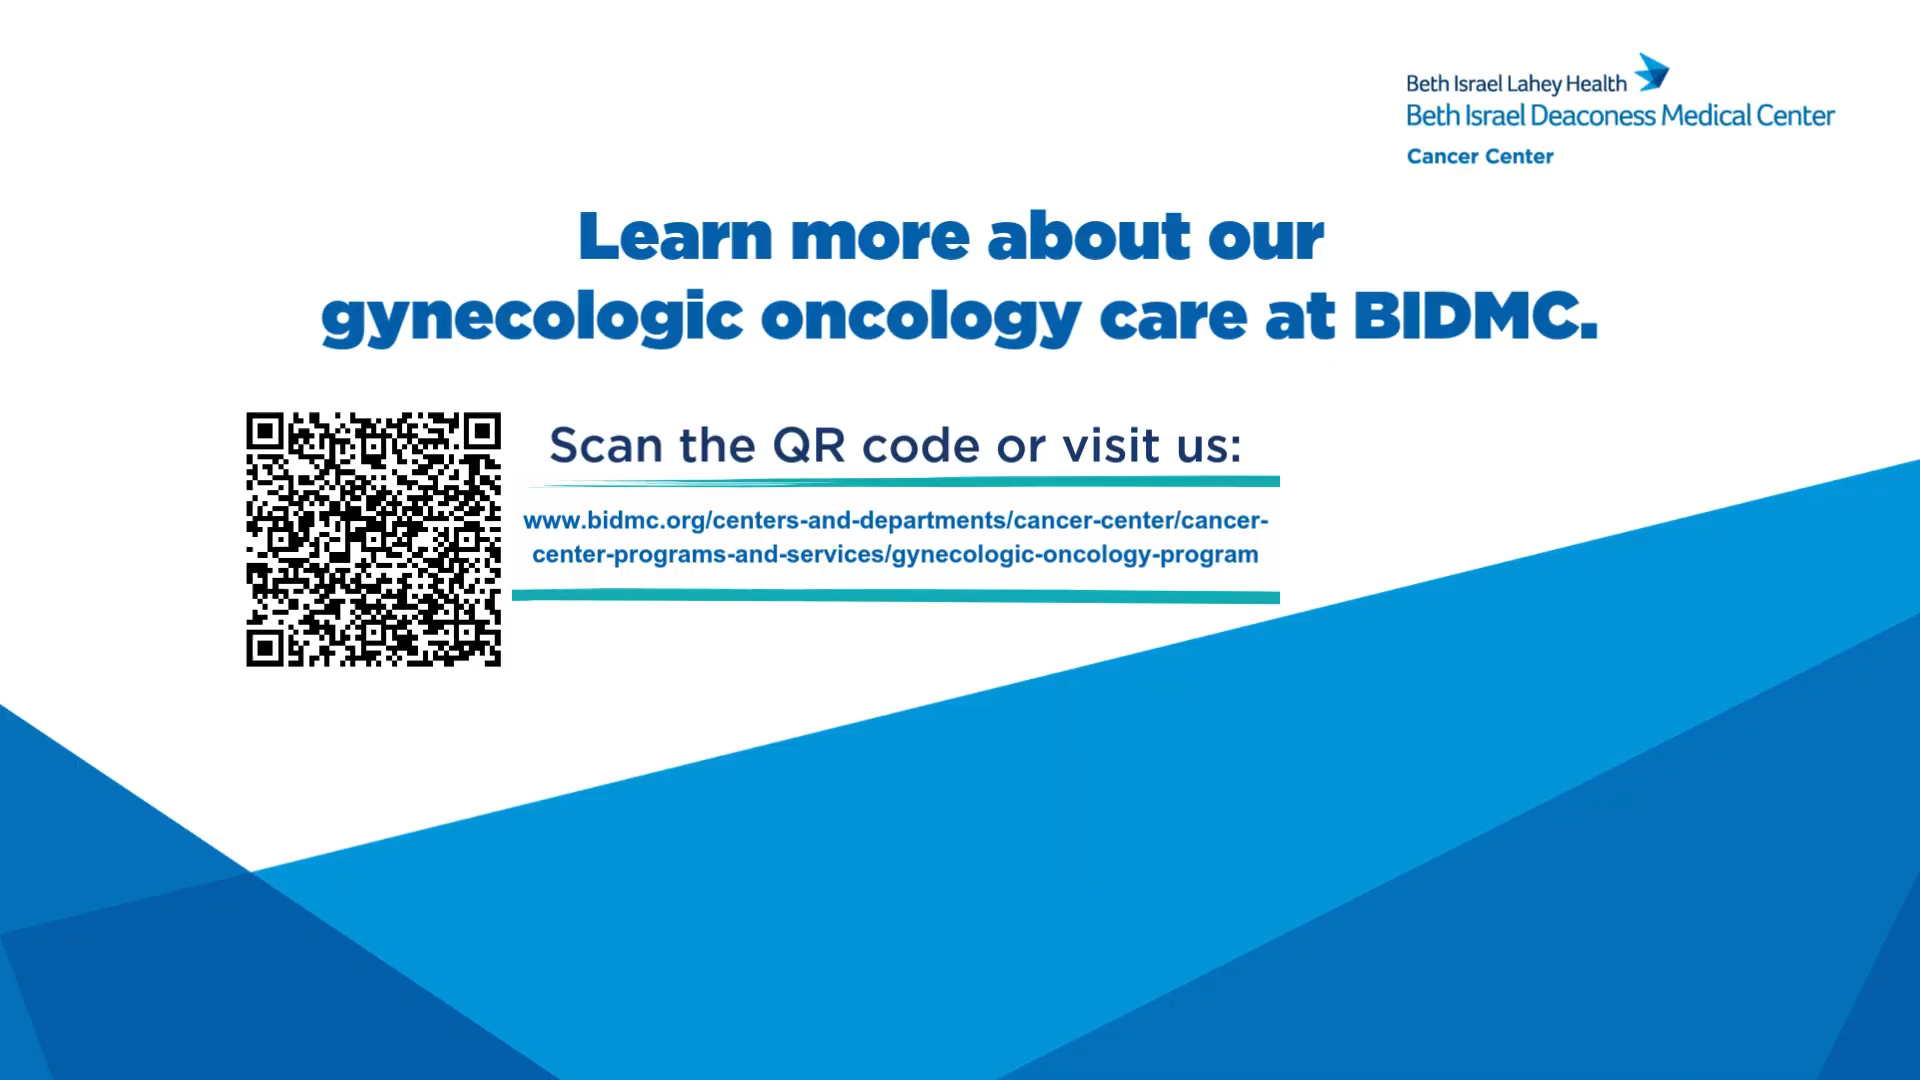 Beth Israel Lahey Health
Beth Israel Deaconess Medical Center
Cancer Center
Learn more about our
gynecologic oncology care at BIDMC.
Scan the QR code or visit us:
www.bidmc.org/centers-and-departments/cancer-center/cancer-
center-programs-and-services/gynecologic-oncology-program